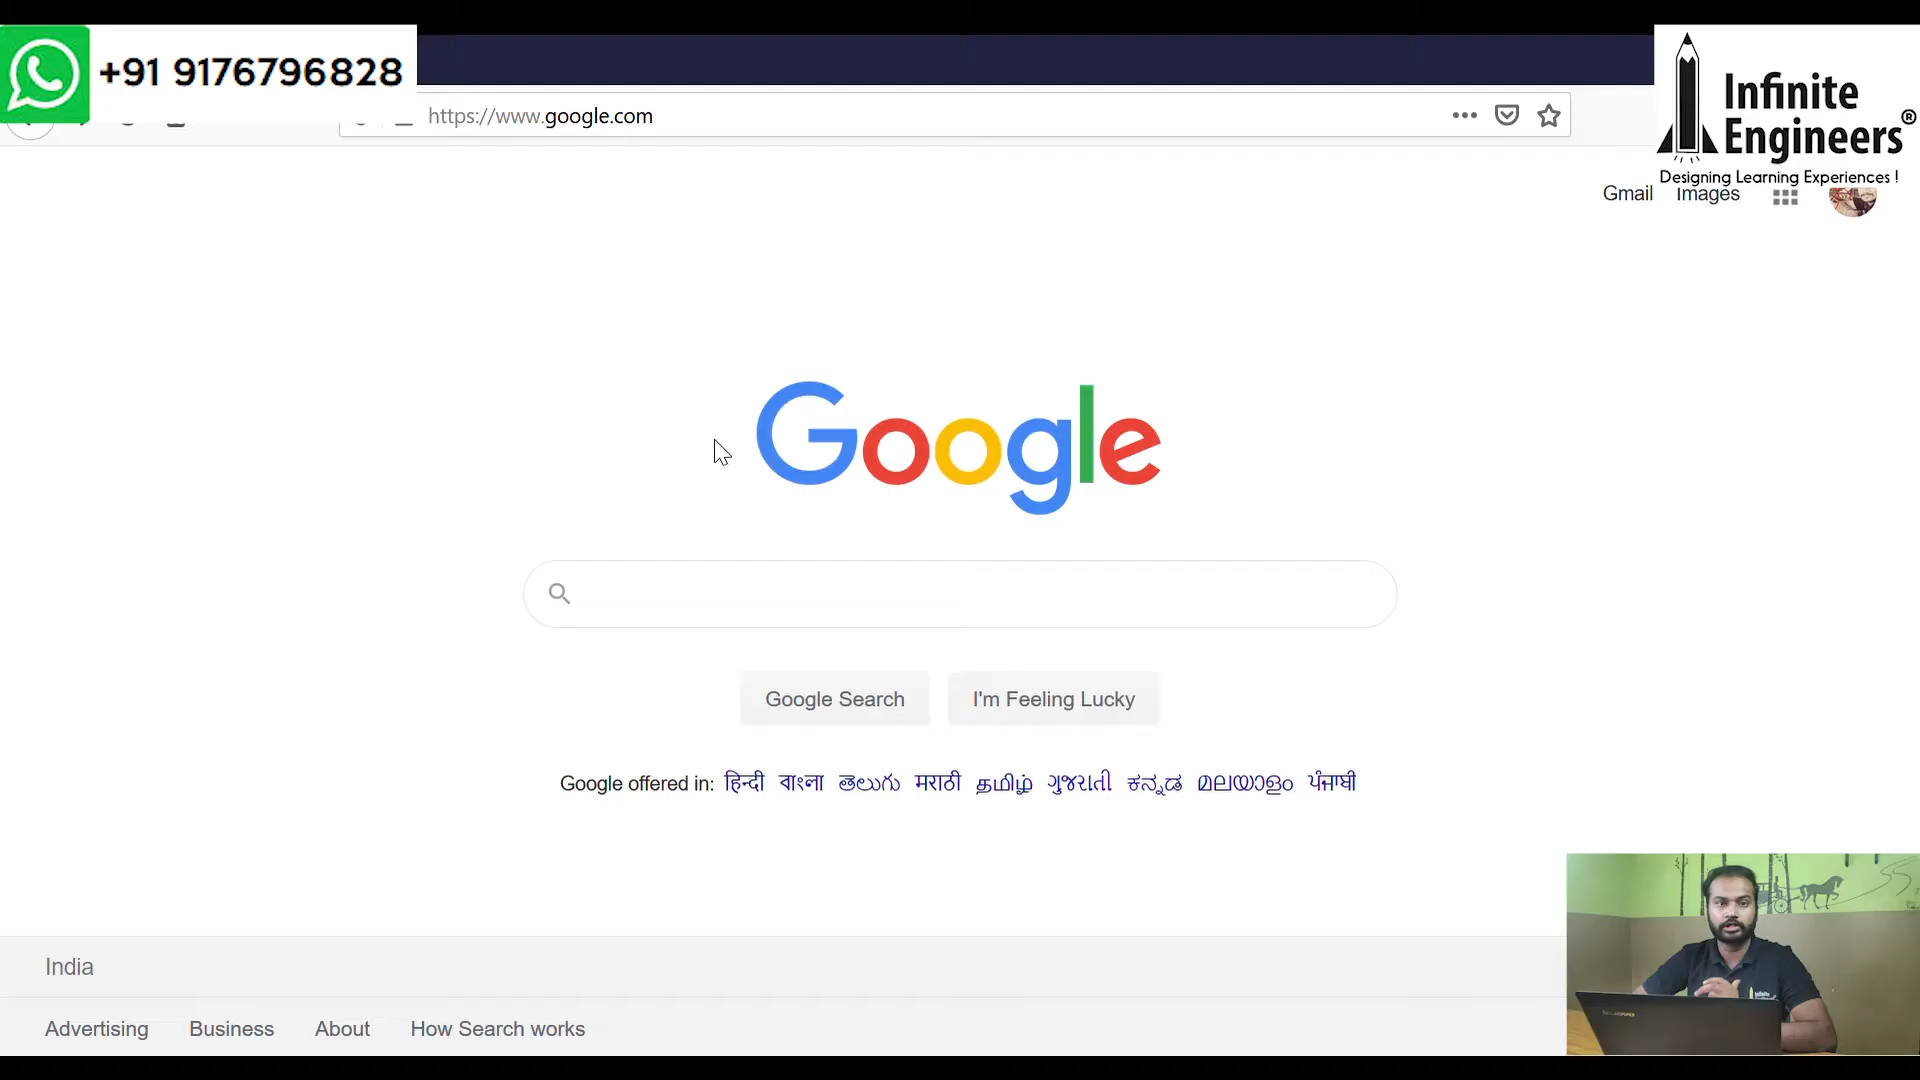 +91 9176796828
https://www.google.com
Infinite
Engineers®
Designing Learning Experiences !
Gmail Images
Google
Google Search I'm Feeling Lucky
Google offered in: हिन्दी বাংলা తెలుగు मराठी தமிழ் ગુજરાતી ಕನ್ನಡ മലയാളം ਪੰਜਾਬੀ
India
Advertising Business About How Search works
lenovo